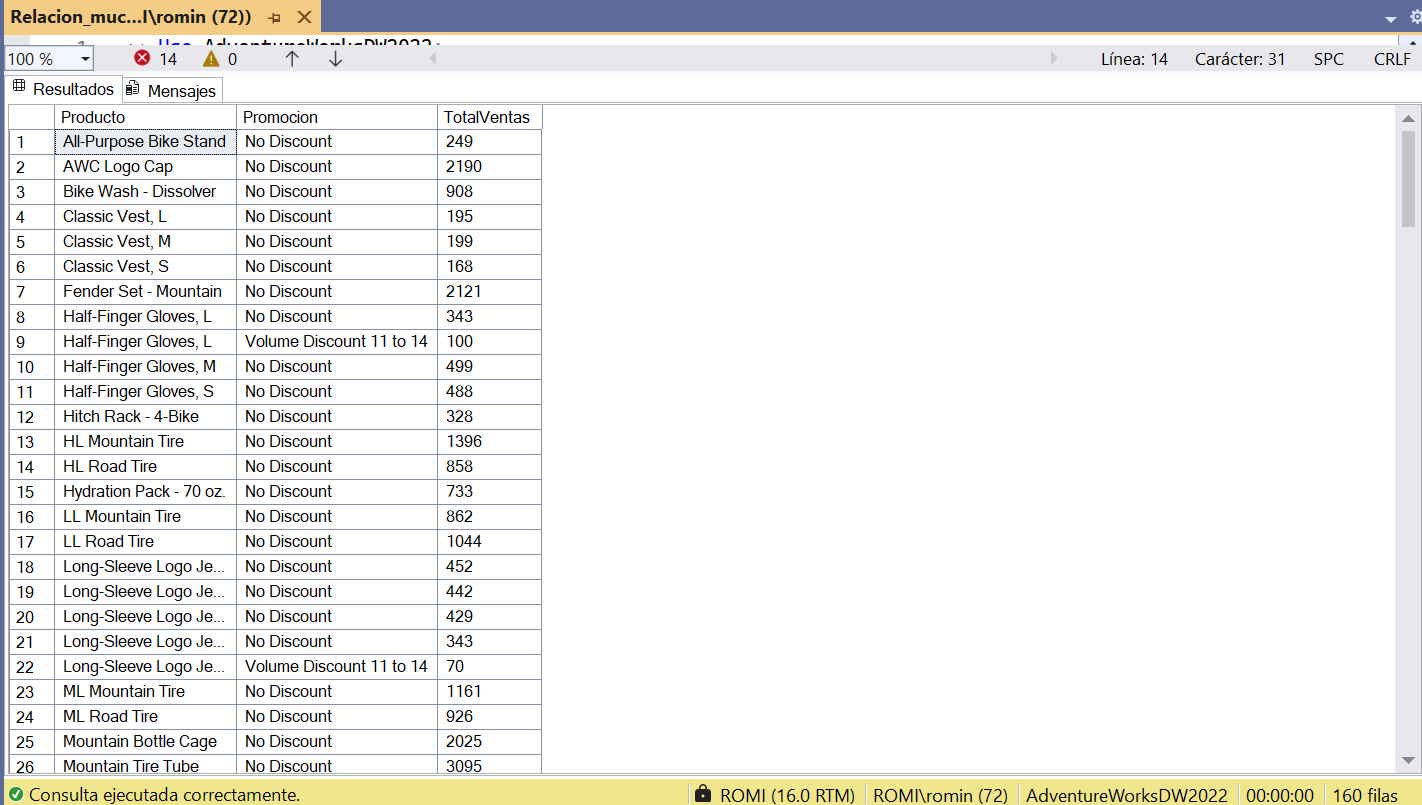 Relacion_muc...l\romin (72))
Use AdventureWorksDW2022;
100 % 14 0 Línea: 14 Carácter: 31 SPC CRLF
Resultados Mensajes
Producto Promocion TotalVentas
1 All-Purpose Bike Stand No Discount 249
2 AWC Logo Cap No Discount 2190
3 Bike Wash - Dissolver No Discount 908
4 Classic Vest, L No Discount 195
5 Classic Vest, M No Discount 199
6 Classic Vest, S No Discount 168
7 Fender Set - Mountain No Discount 2121
8 Half-Finger Gloves, L No Discount 343
9 Half-Finger Gloves, L Volume Discount 11 to 14 100
10 Half-Finger Gloves, M No Discount 499
11 Half-Finger Gloves, S No Discount 488
12 Hitch Rack - 4-Bike No Discount 328
13 HL Mountain Tire No Discount 1396
14 HL Road Tire No Discount 858
15 Hydration Pack - 70 oz. No Discount 733
16 LL Mountain Tire No Discount 862
17 LL Road Tire No Discount 1044
18 Long-Sleeve Logo Je... No Discount 452
19 Long-Sleeve Logo Je... No Discount 442
20 Long-Sleeve Logo Je... No Discount 429
21 Long-Sleeve Logo Je... No Discount 343
22 Long-Sleeve Logo Je... Volume Discount 11 to 14 70
23 ML Mountain Tire No Discount 1161
24 ML Road Tire No Discount 926
25 Mountain Bottle Cage No Discount 2025
26 Mountain Tire Tube No Discount 3095
Consulta ejecutada correctamente. ROMI (16.0 RTM) ROMI\romin (72) AdventureWorksDW2022 00:00:00 160 filas